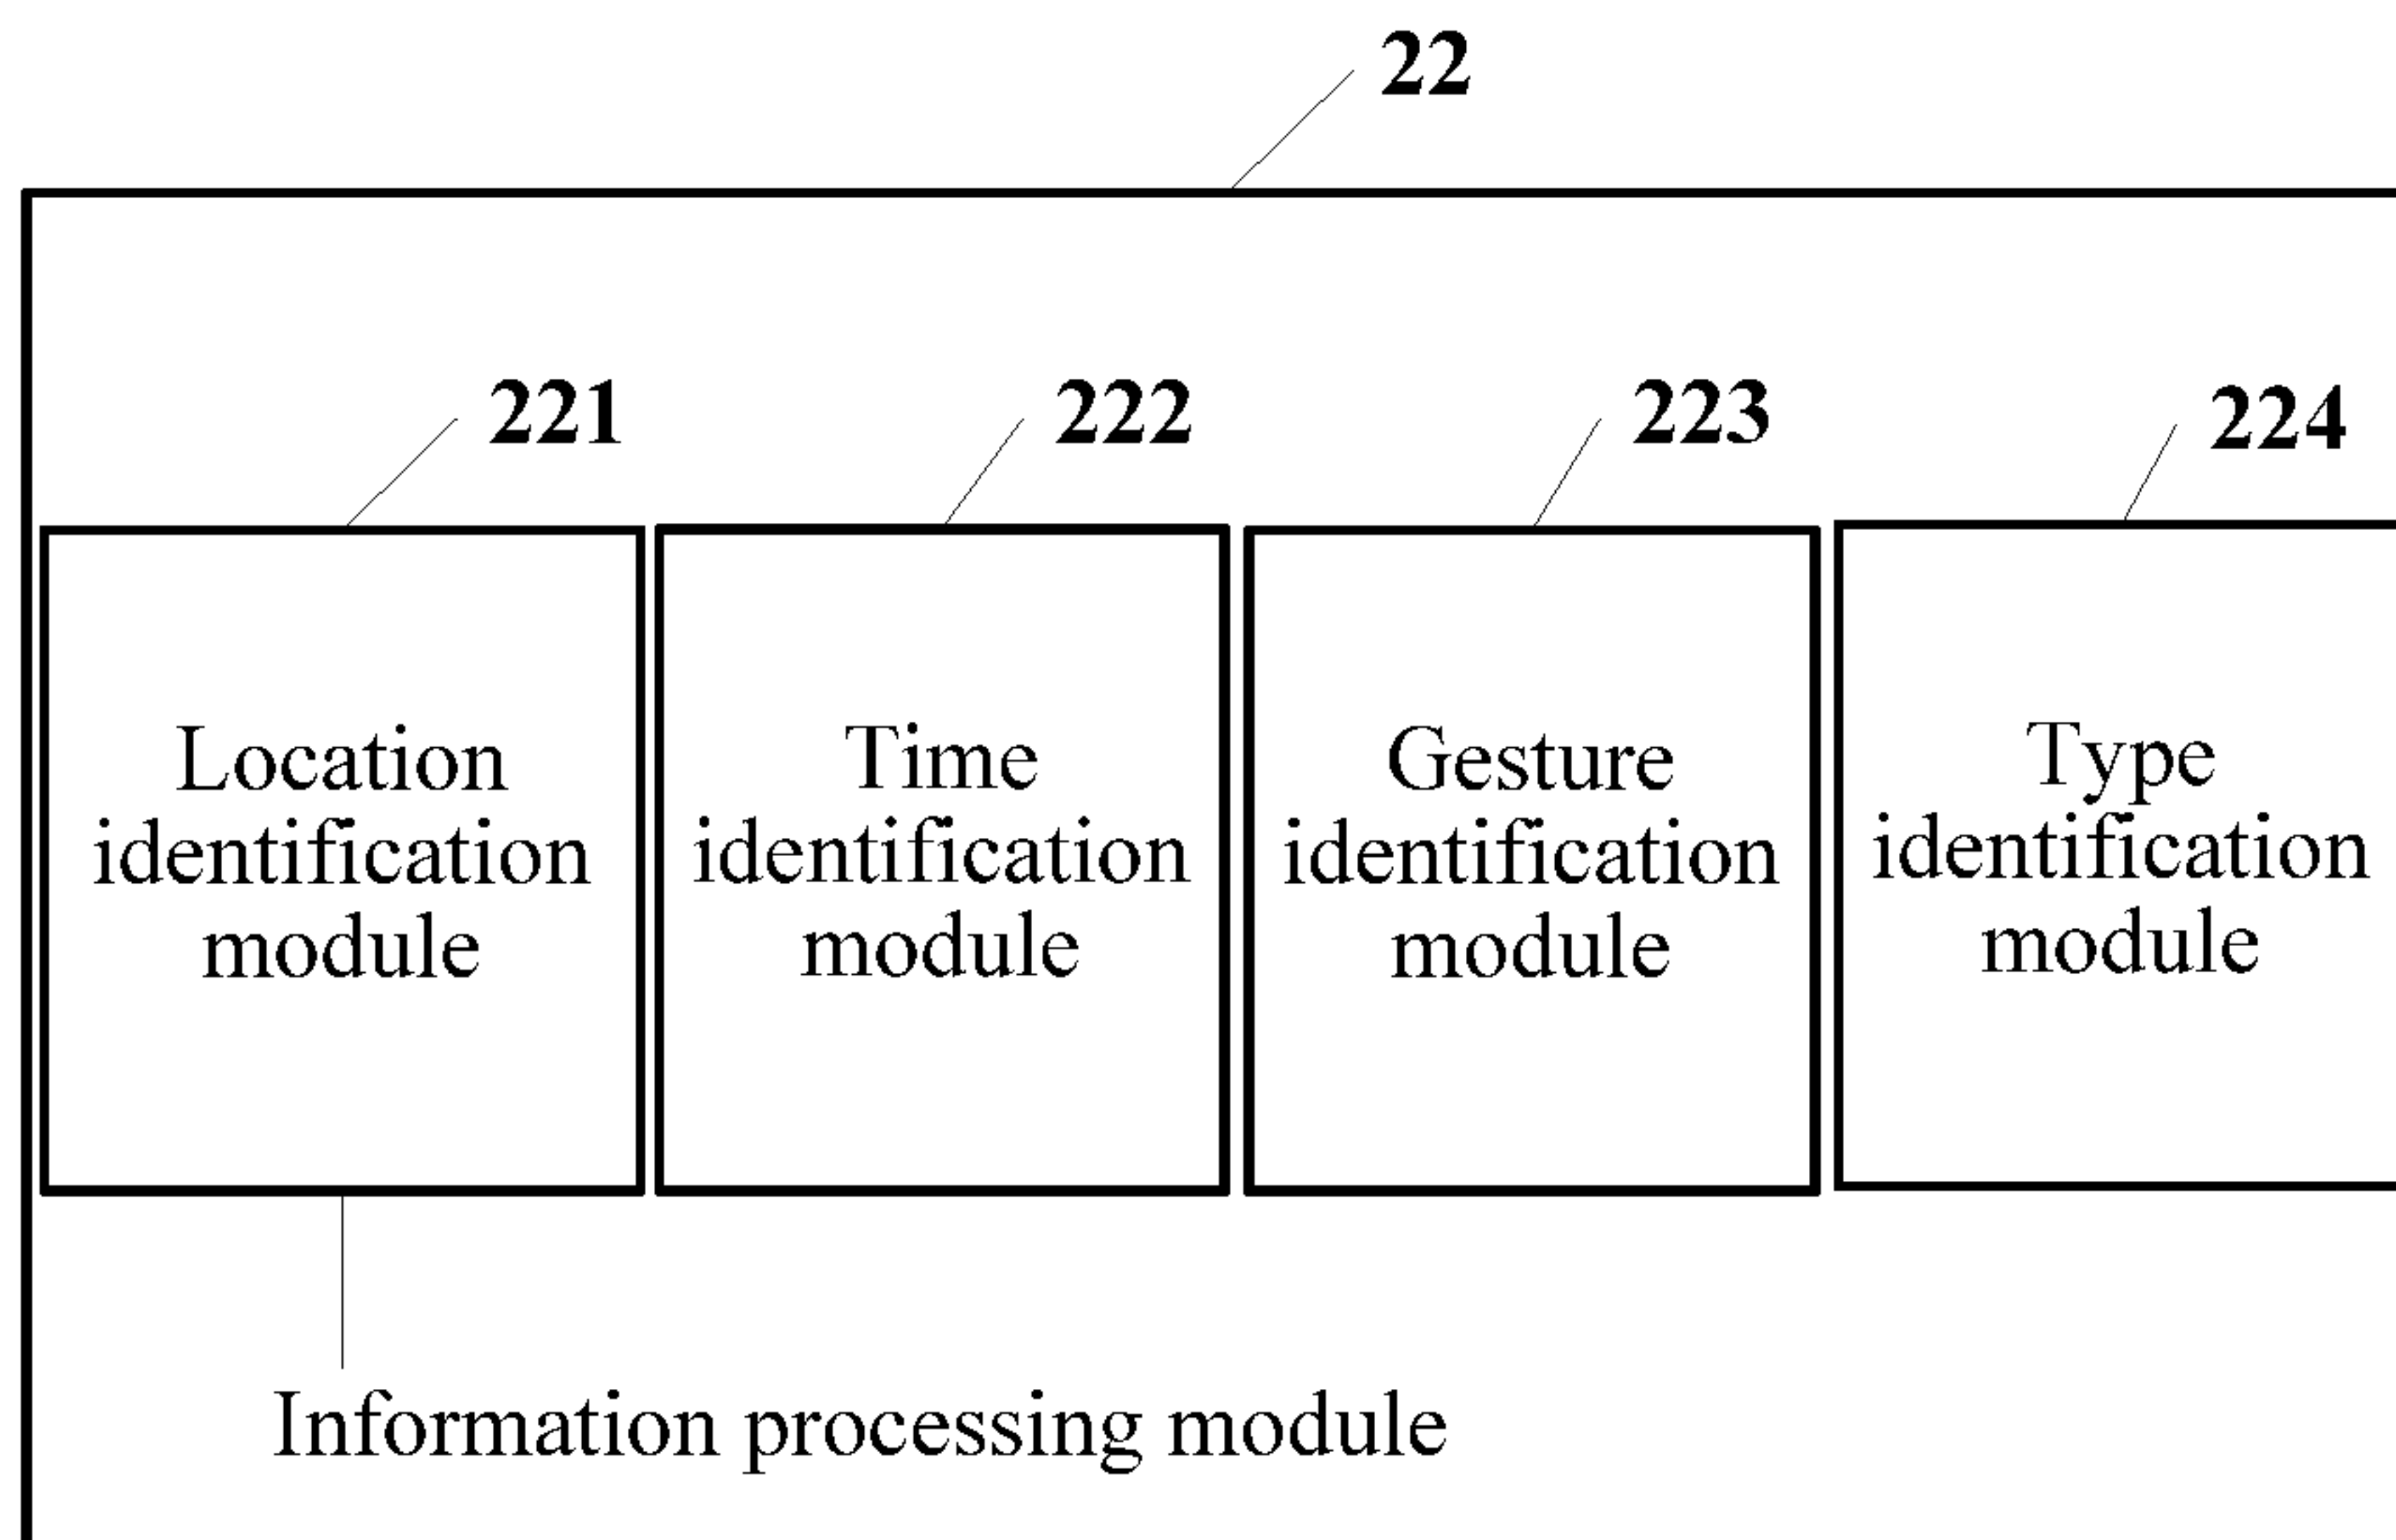 22
221
222
223
224
Location
identification
module
Time
identification
module
Gesture
identification
module
Type
identification
module
Information processing module